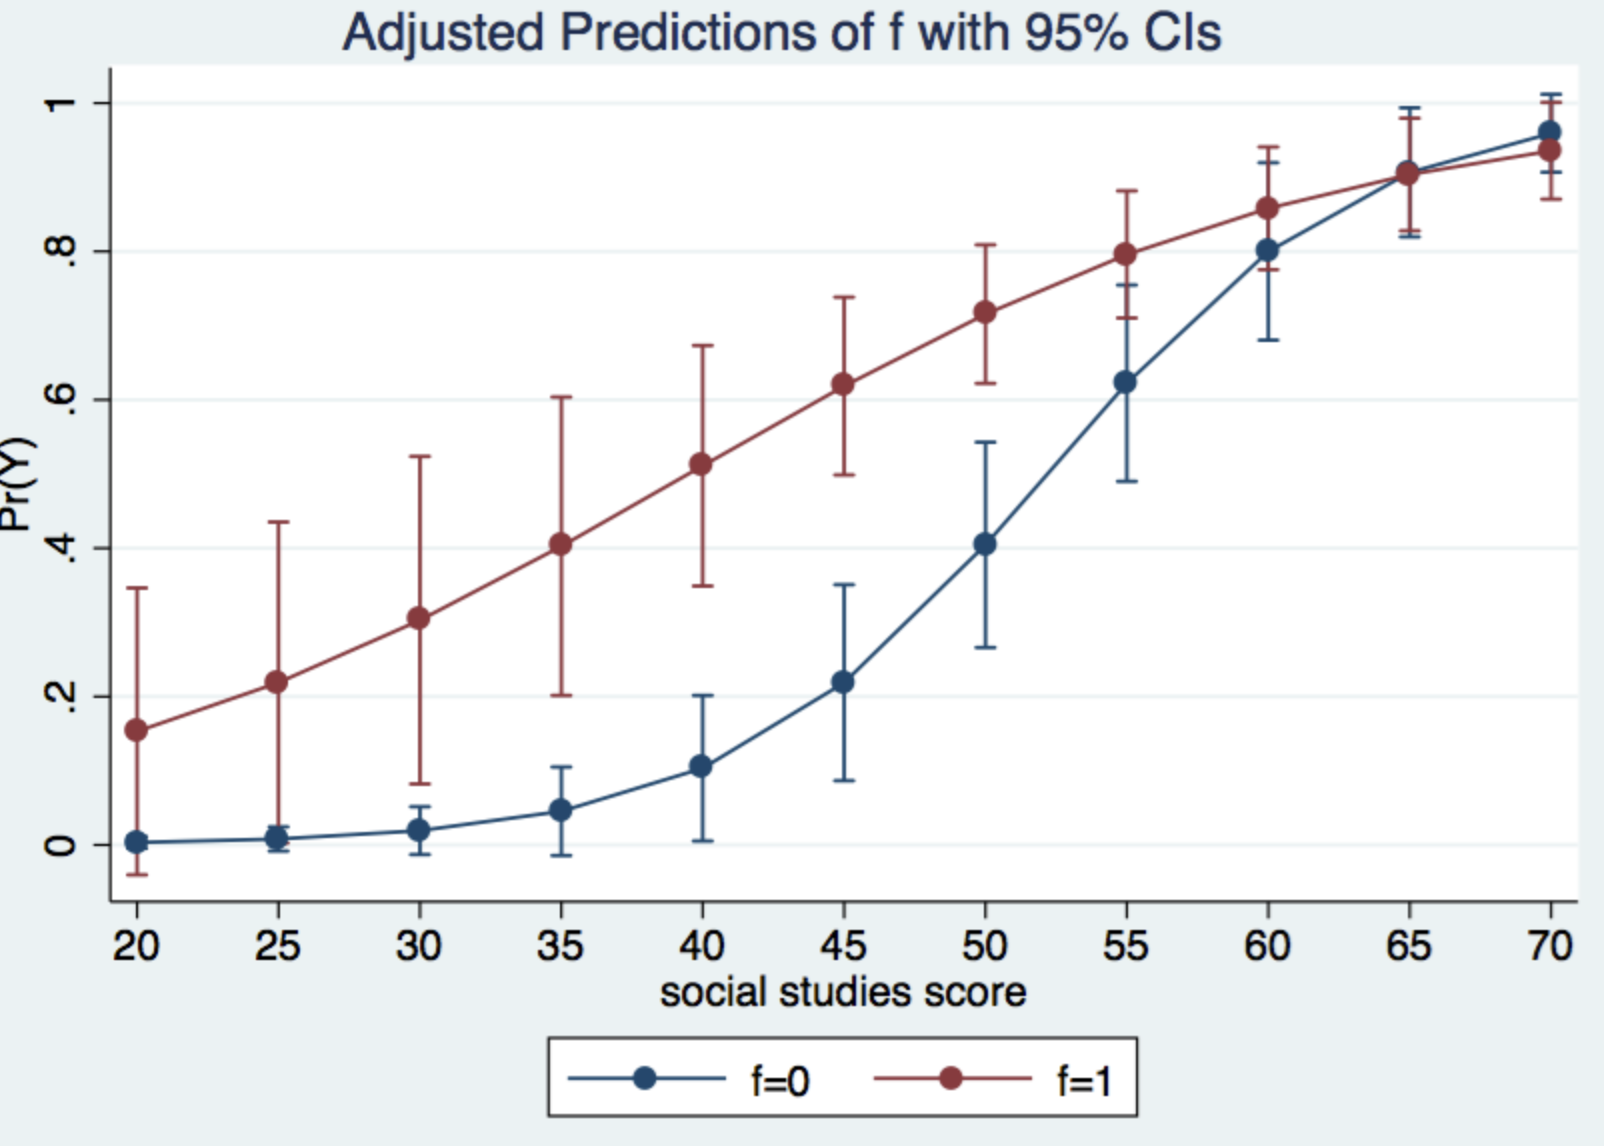 Adjusted Predictions of f with 95% CIs
Pr(Y)
1
.8
.6
.4
.2
0
20 25 30 35 40 45 50 55 60 65 70
social studies score
f=0 f=1